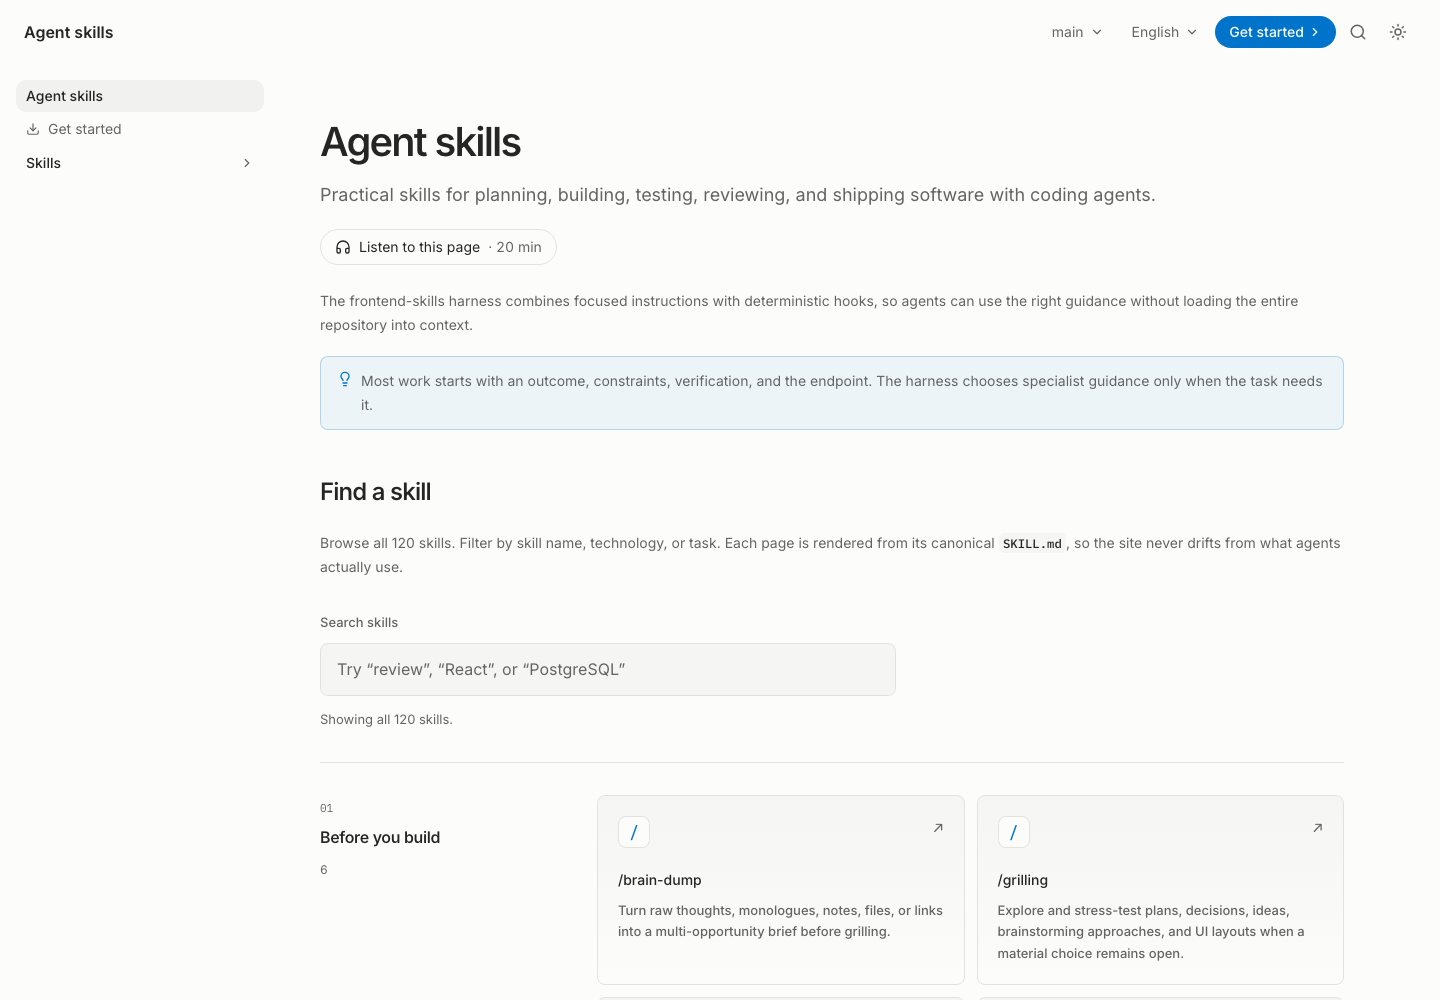 Agent skills
main
English
Get started
Agent skills
Get started
Skills
Agent skills
Practical skills for planning, building, testing, reviewing, and shipping software with coding agents.
Listen to this page · 20 min
The frontend-skills harness combines focused instructions with deterministic hooks, so agents can use the right guidance without loading the entire
repository into context.
Most work starts with an outcome, constraints, verification, and the endpoint. The harness chooses specialist guidance only when the task needs
it.
Find a skill
Browse all 120 skills. Filter by skill name, technology, or task. Each page is rendered from its canonical SKILL.md, so the site never drifts from what agents
actually use.
Search skills
Try “review”, “React”, or “PostgreSQL”
Showing all 120 skills.
01
Before you build
6
/
/brain-dump
Turn raw thoughts, monologues, notes, files, or links
into a multi-opportunity brief before grilling.
/
/grilling
Explore and stress-test plans, decisions, ideas,
brainstorming approaches, and UI layouts when a
material choice remains open.